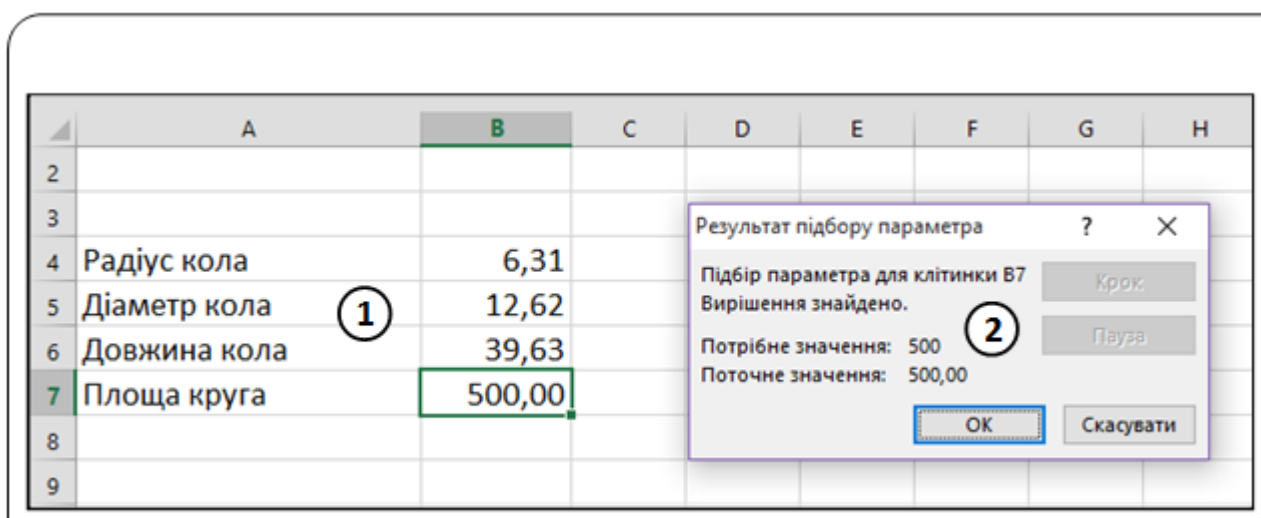 A B C D E F G H
2
3
4 Радіус кола 6,31
5 Діаметр кола 12,62
6 Довжина кола 39,63
7 Площа круга 500,00
8
9
1
Результат підбору параметра ? ×
Підбір параметра для клітинки B7
Вирішення знайдено.
2
Потрібне значення: 500
Поточне значення: 500,00
Крок
Пауза
ОК Скасувати